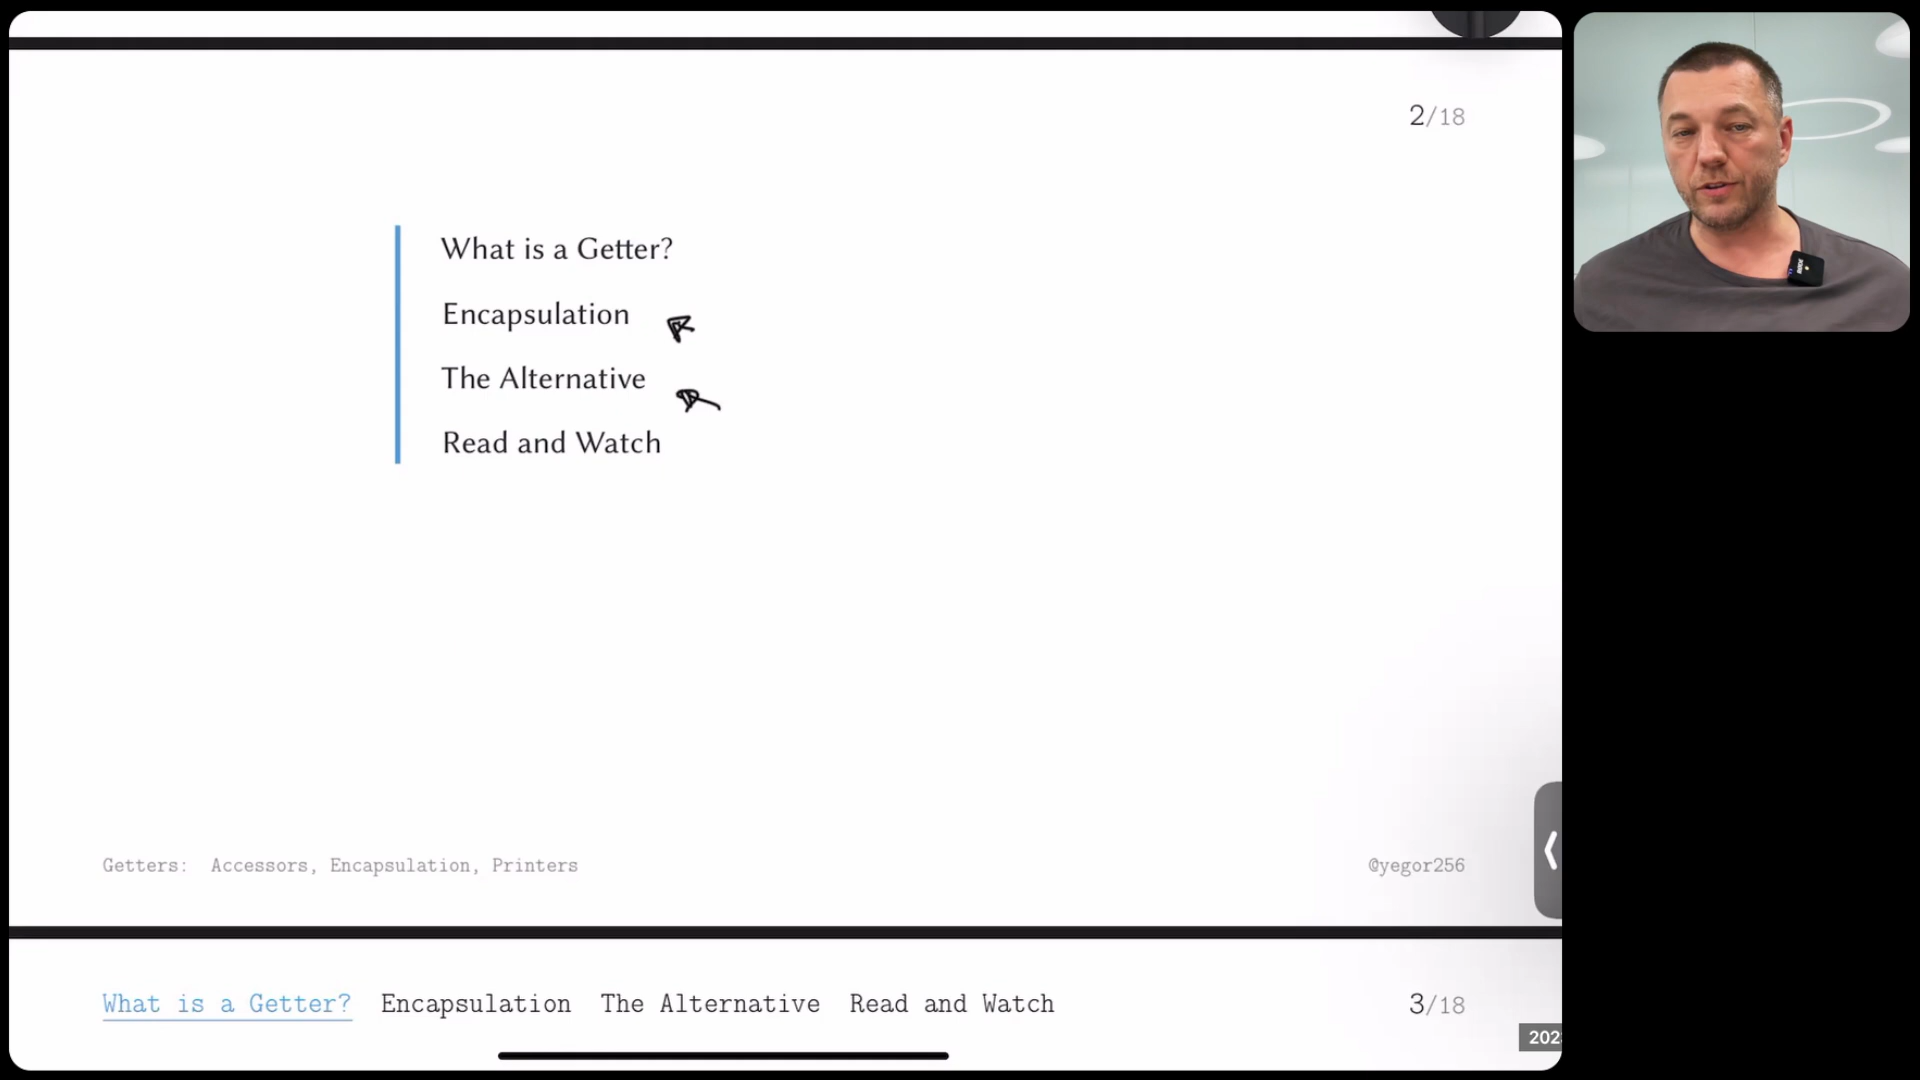 2/18
What is a Getter?
Encapsulation
The Alternative
Read and Watch
Getters: Accessors, Encapsulation, Printers
@yegor256
What is a Getter? Encapsulation The Alternative Read and Watch
3/18
202